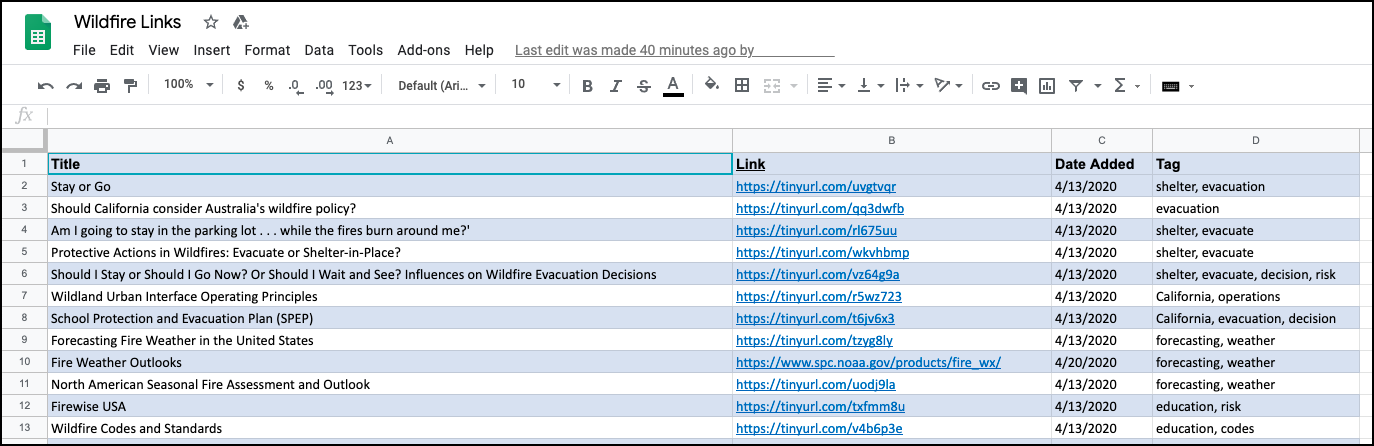 Wildfire Links
File Edit View Insert Format Data Tools Add-ons Help Last edit was made 40 minutes ago by
100% $ % .0 .00 123 Default (Ari... 10 B I S A
fx
A B C D
1 Title Link Date Added Tag
2 Stay or Go https://tinyurl.com/uvgtvqr 4/13/2020 shelter, evacuation
3 Should California consider Australia's wildfire policy? https://tinyurl.com/qq3dwfb 4/13/2020 evacuation
4 Am I going to stay in the parking lot . . . while the fires burn around me?' https://tinyurl.com/rl675uu 4/13/2020 shelter, evacuate
5 Protective Actions in Wildfires: Evacuate or Shelter-in-Place? https://tinyurl.com/wkvhbmp 4/13/2020 shelter, evacuate
6 Should I Stay or Should I Go Now? Or Should I Wait and See? Influences on Wildfire Evacuation Decisions https://tinyurl.com/vz64g9a 4/13/2020 shelter, evacuate, decision, risk
7 Wildland Urban Interface Operating Principles https://tinyurl.com/r5wz723 4/13/2020 California, operations
8 School Protection and Evacuation Plan (SPEP) https://tinyurl.com/t6jv6x3 4/13/2020 California, evacuation, decision
9 Forecasting Fire Weather in the United States https://tinyurl.com/tzyg8ly 4/13/2020 forecasting, weather
10 Fire Weather Outlooks https://www.spc.noaa.gov/products/fire_wx/ 4/20/2020 forecasting, weather
11 North American Seasonal Fire Assessment and Outlook https://tinyurl.com/uodj9la 4/13/2020 forecasting, weather
12 Firewise USA https://tinyurl.com/txfmm8u 4/13/2020 education, risk
13 Wildfire Codes and Standards https://tinyurl.com/v4b6p3e 4/13/2020 education, codes